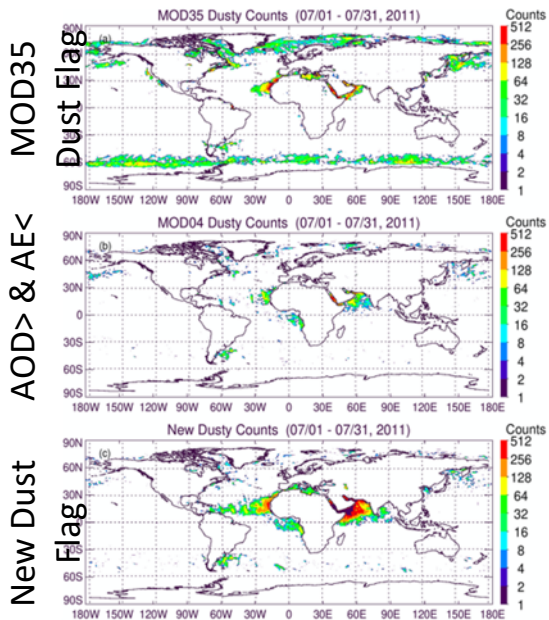 MOD35
Dust Flag
MOD35 Dusty Counts (07/01 - 07/31, 2011)
Counts
(a)
90N
60N
30N
0
30S
60S
90S
180W 150W 120W 90W 60W 30W 0 30E 60E 90E 120E 150E 180E
512
256
128
64
32
16
8
4
2
1
AOD> & AE<
MOD04 Dusty Counts (07/01 - 07/31, 2011)
Counts
(b)
90N
60N
30N
0
30S
60S
90S
180W 150W 120W 90W 60W 30W 0 30E 60E 90E 120E 150E 180E
512
256
128
64
32
16
8
4
2
1
New Dust
Flag
New Dusty Counts (07/01 - 07/31, 2011)
Counts
(c)
90N
60N
30N
0
30S
60S
90S
180W 150W 120W 90W 60W 30W 0 30E 60E 90E 120E 150E 180E
512
256
128
64
32
16
8
4
2
1